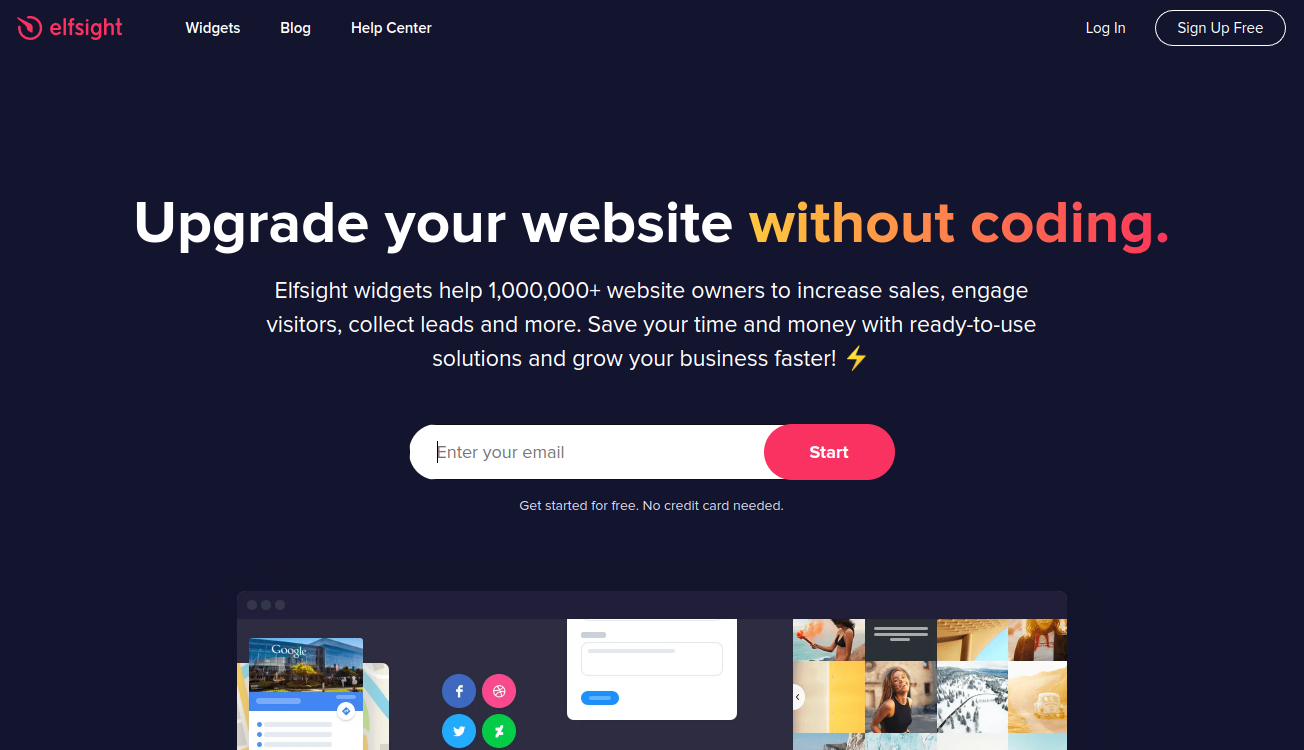 elfsight
Widgets
Blog
Help Center
Log In
Sign Up Free
Upgrade your website without coding.
Elfsight widgets help 1,000,000+ website owners to increase sales, engage
visitors, collect leads and more. Save your time and money with ready-to-use
solutions and grow your business faster! ⚡
Enter your email
Start
Get started for free. No credit card needed.
Google